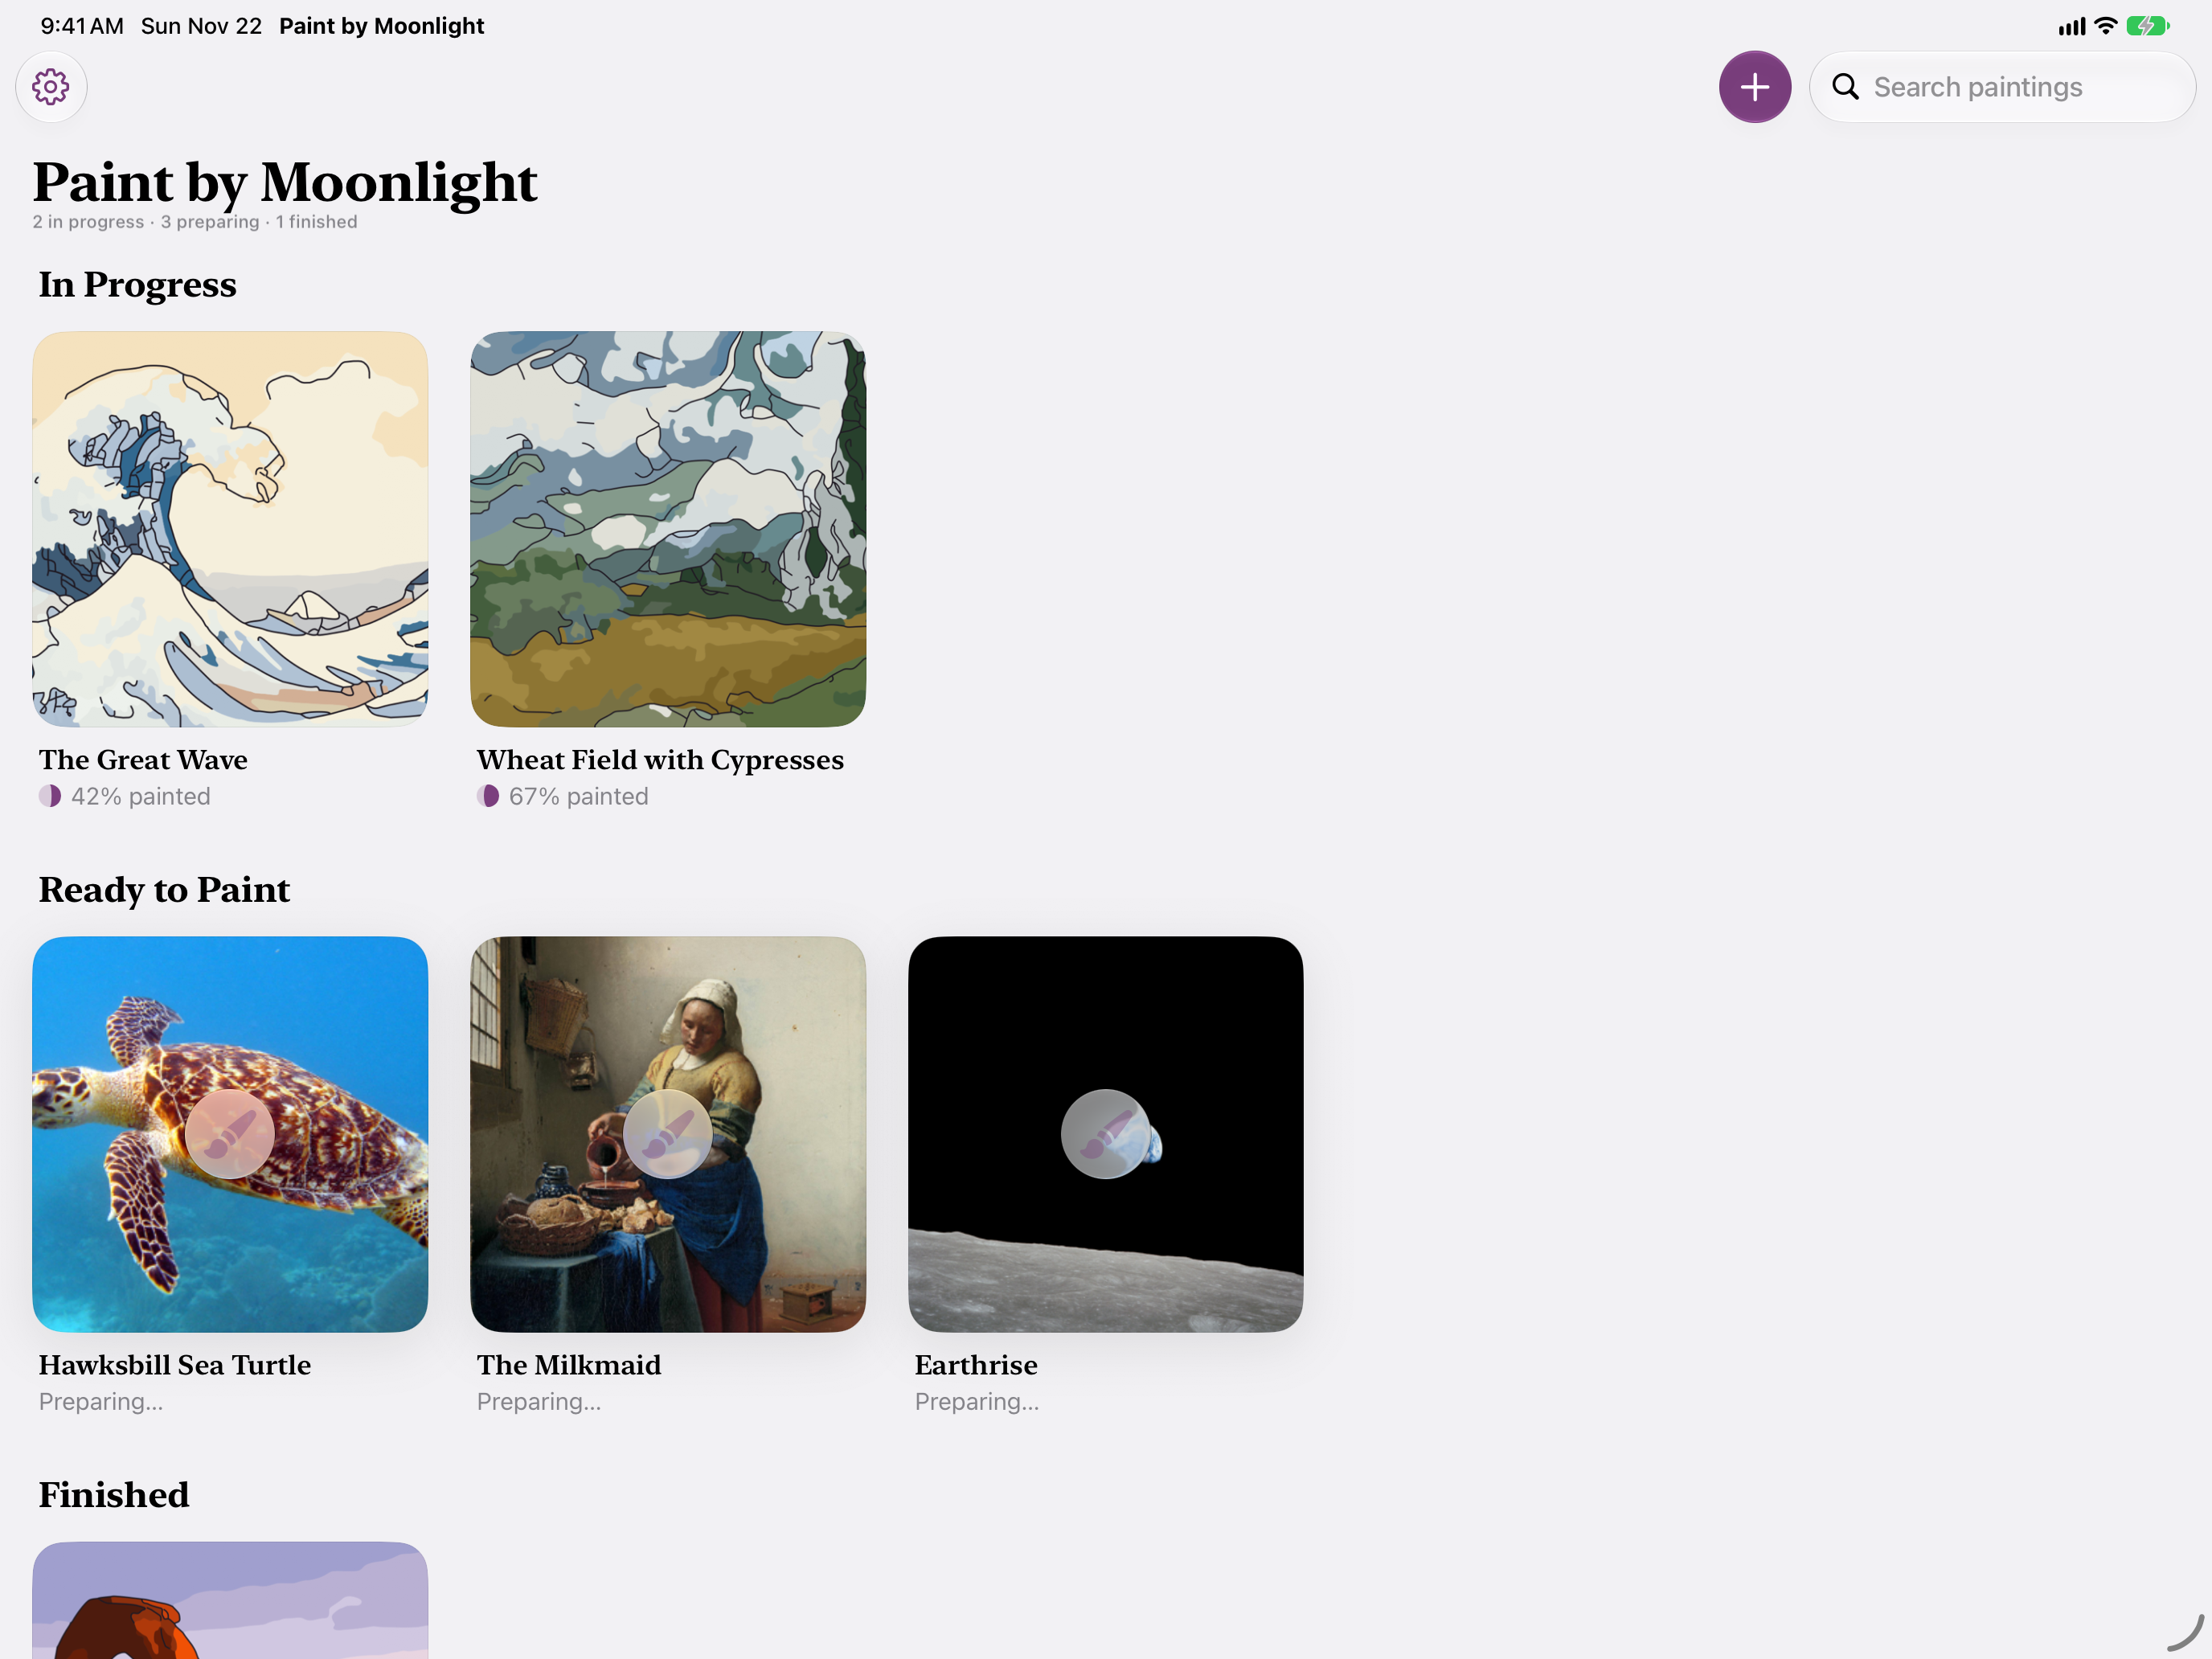 9:41 AM Sun Nov 22 Paint by Moonlight
Search paintings
Paint by Moonlight
2 in progress · 3 preparing · 1 finished
In Progress
The Great Wave
42% painted
Wheat Field with Cypresses
67% painted
Ready to Paint
Hawksbill Sea Turtle
Preparing...
The Milkmaid
Preparing...
Earthrise
Preparing...
Finished